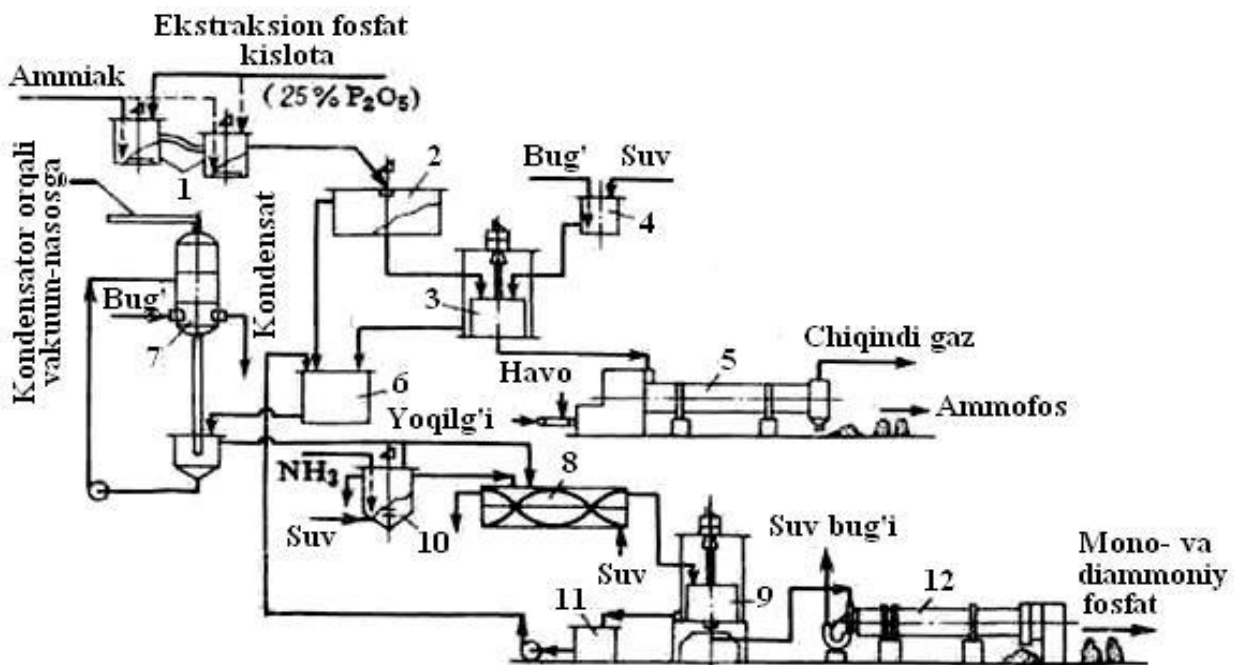 Ekstraksion fosfat
kislota
Ammiak
(25% P₂O₅)
Bug'
Suv
2
4
1
Kondensator orqali
vakuum-nasosga
Kondensat
3
Bug'
7
Chiqindi gaz
5
Havo
6
Ammofos
Yoqilg'i
NH₃
8
Suv
10
Suv
Suv bug'i
Mono- va
diammoniy
fosfat
11
9
12